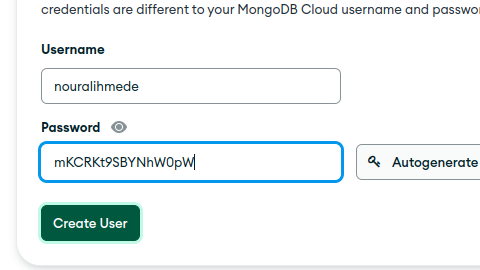 credentials are different to your MongoDB Cloud username and passwo
Username
nouralihmede
Password
mKCRKt9SBYNhW0pW
Autogenerate
Create User